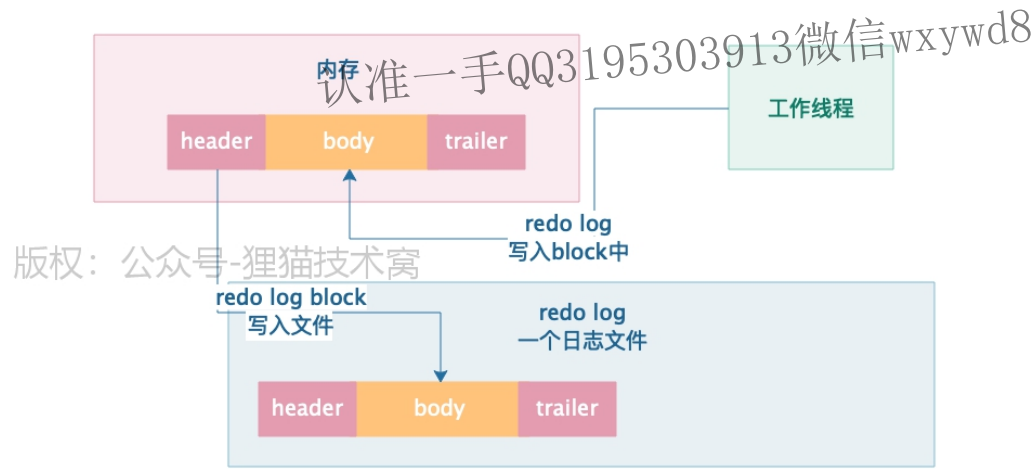 认准一手QQ3195303913微信wxywd8
内存
工作线程
header body trailer
redo log
写入block中
版权：公众号-狸猫技术窝
redo log block
写入文件
redo log
一个日志文件
header body trailer